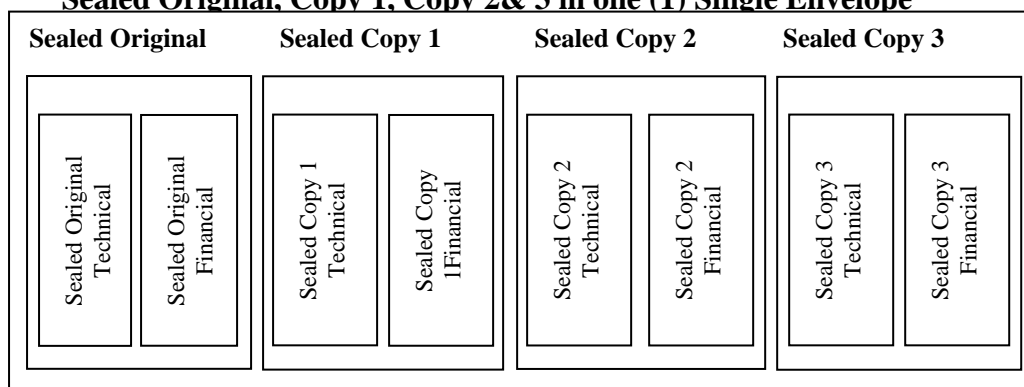 Sealed Original, Copy 1, Copy 2& 3 in one (1) Single Envelope
Sealed Original Sealed Copy 1 Sealed Copy 2 Sealed Copy 3
Sealed Original
Technical
Sealed Original
Financial
Sealed Copy 1
Technical
Sealed Copy
1Financial
Sealed Copy 2
Technical
Sealed Copy 2
Financial
Sealed Copy 3
Technical
Sealed Copy 3
Financial